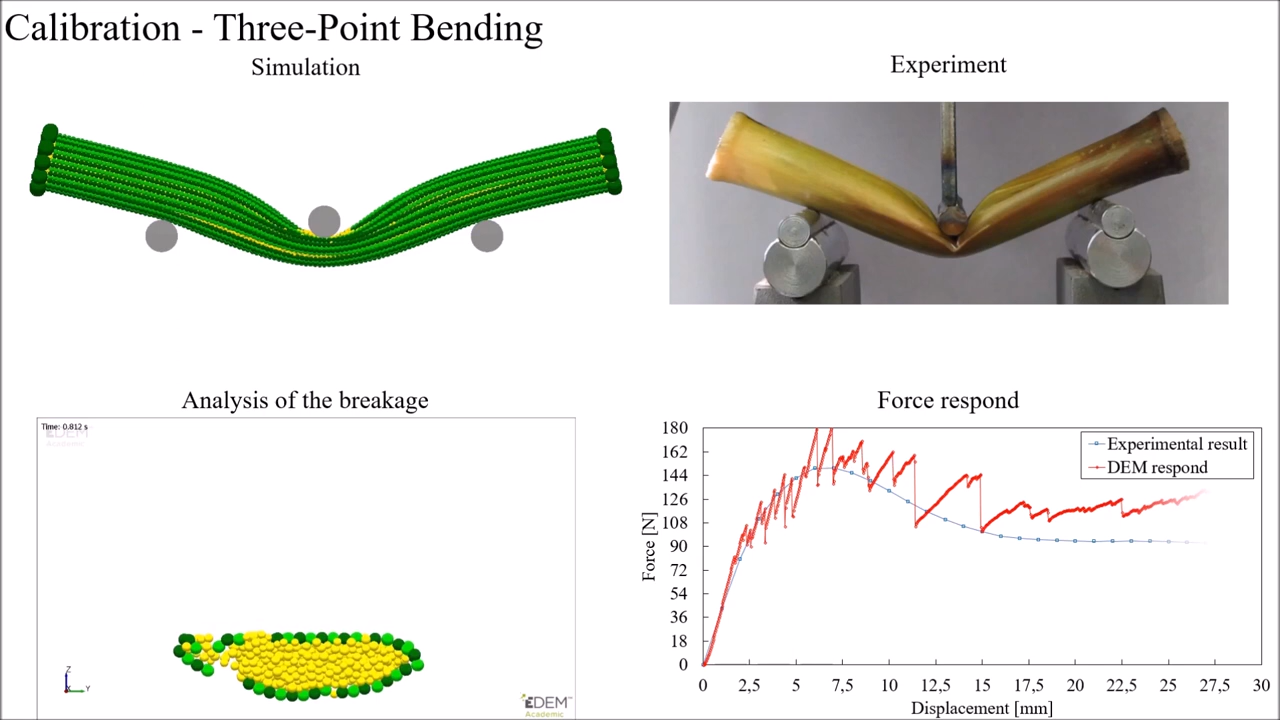 Calibration - Three-Point Bending
Simulation
Experiment
Analysis of the breakage
Time: 0.812 s
EDEM
Academic
Z
Y
EDEM™
Academic
Force respond
Experimental result
DEM respond
Force [N]
180
162
144
126
108
90
72
54
36
18
0
0 2,5 5 7,5 10 12,5 15 17,5 20 22,5 25 27,5 30
Displacement [mm]